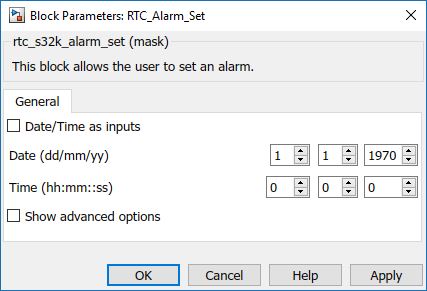 Block Parameters: RTC_Alarm_Set
rtc_s32k_alarm_set (mask)
This block allows the user to set an alarm.
General
Date/Time as inputs
Date (dd/mm/yy) 1 1 1970
Time (hh:mm::ss) 0 0 0
Show advanced options
OK Cancel Help Apply